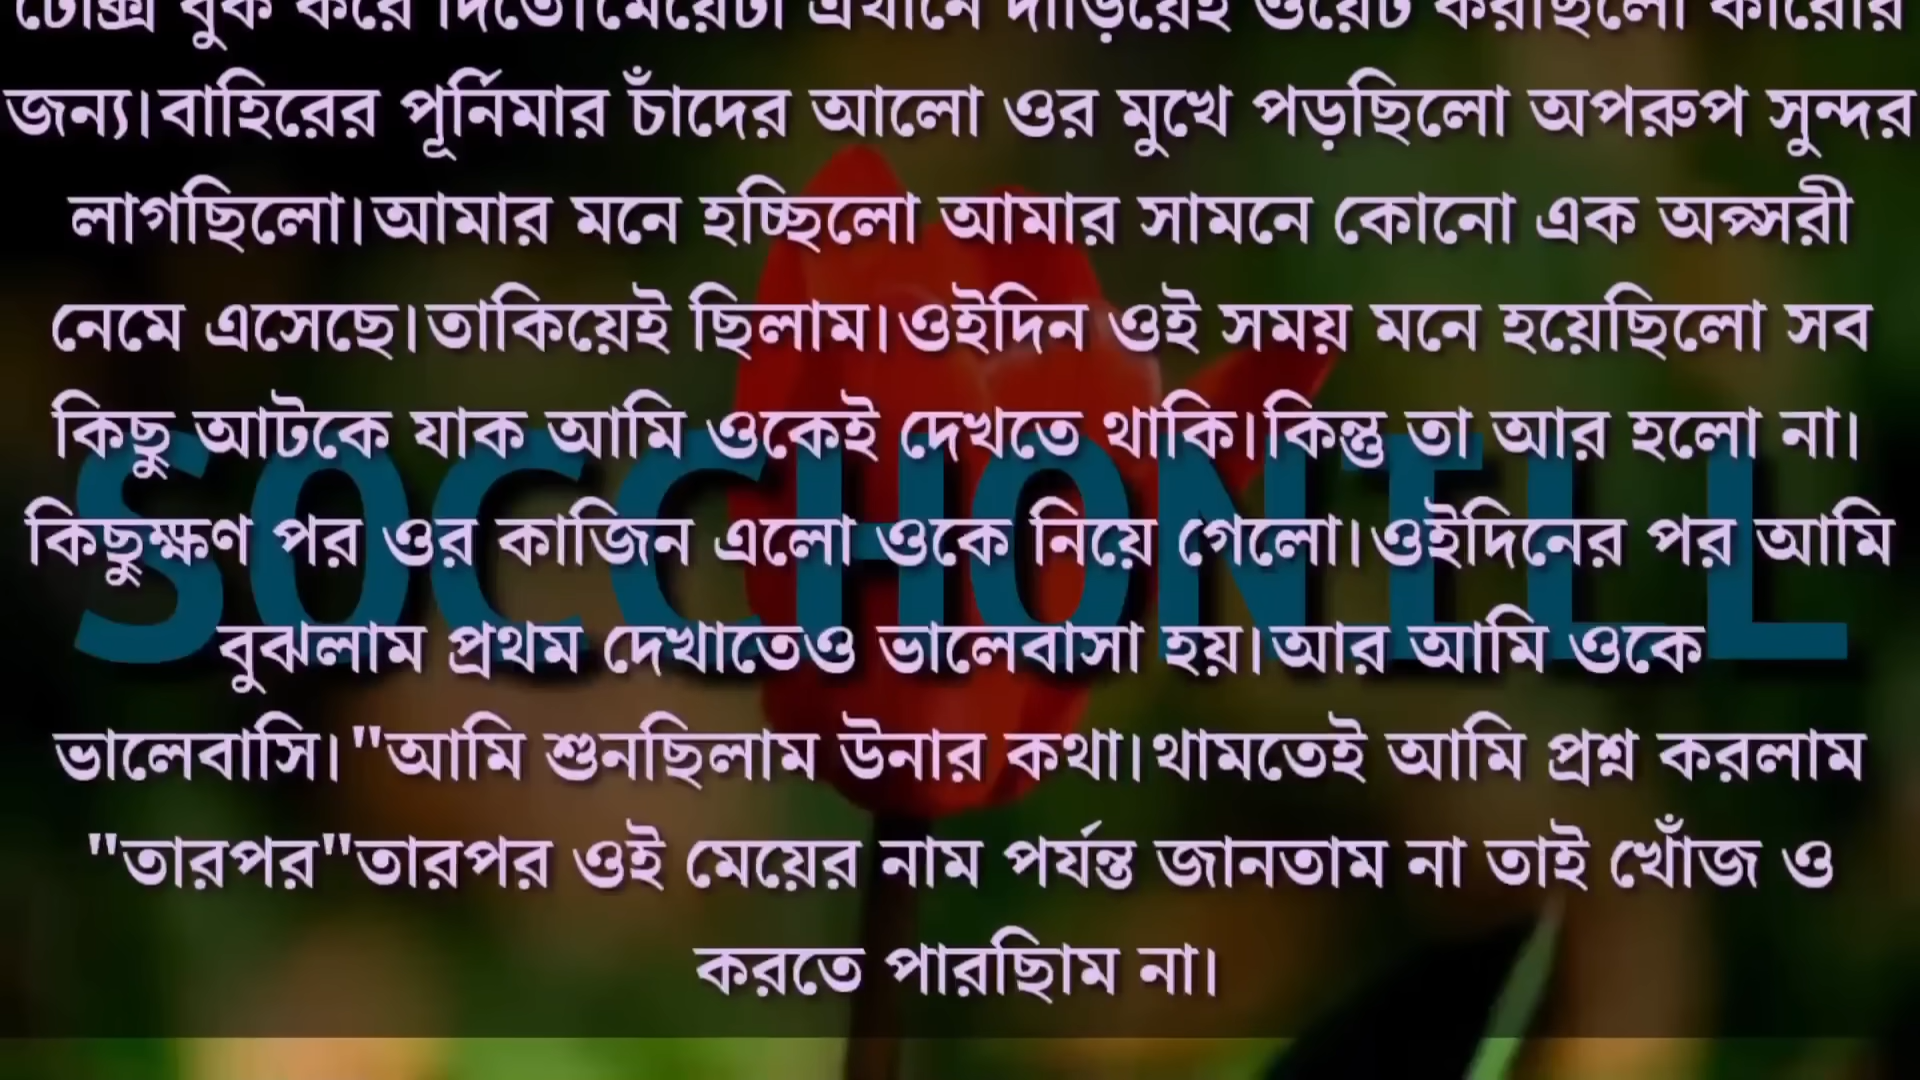 টেক্সি বুক করে দিতে।মেয়েটা এখানে দাঁড়িয়েই ওয়েট করছিলো কারোর
জন্য।বাহিরের পূর্নিমার চাঁদের আলো ওর মুখে পড়ছিলো অপরুপ সুন্দর
লাগছিলো।আমার মনে হচ্ছিলো আমার সামনে কোনো এক অপ্সরী
নেমে এসেছে।তাকিয়েই ছিলাম।ওইদিন ওই সময় মনে হয়েছিলো সব
কিছু আটকে যাক আমি ওকেই দেখতে থাকি।কিন্তু তা আর হলো না।
SOCCHONILL
কিছুক্ষণ পর ওর কাজিন এলো ওকে নিয়ে গেলো।ওইদিনের পর আমি
বুঝলাম প্রথম দেখাতেও ভালেবাসা হয়।আর আমি ওকে
ভালেবাসি।"আমি শুনছিলাম উনার কথা।থামতেই আমি প্রশ্ন করলাম
"তারপর"তারপর ওই মেয়ের নাম পর্যন্ত জানতাম না তাই খোঁজ ও
করতে পারছিাম না।